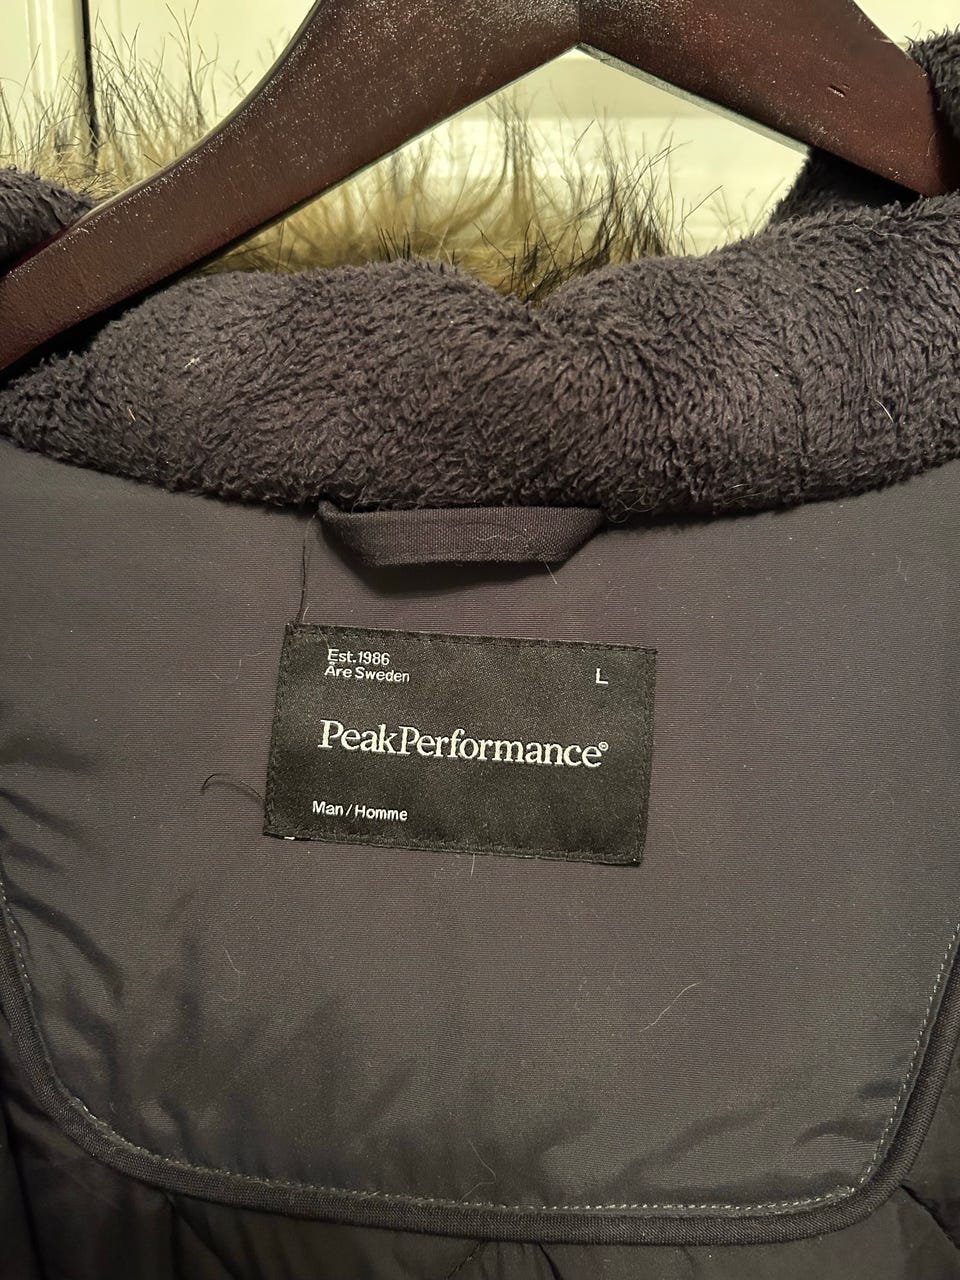 Est.1986
Åre Sweden
L
PeakPerformance®
Man/Homme